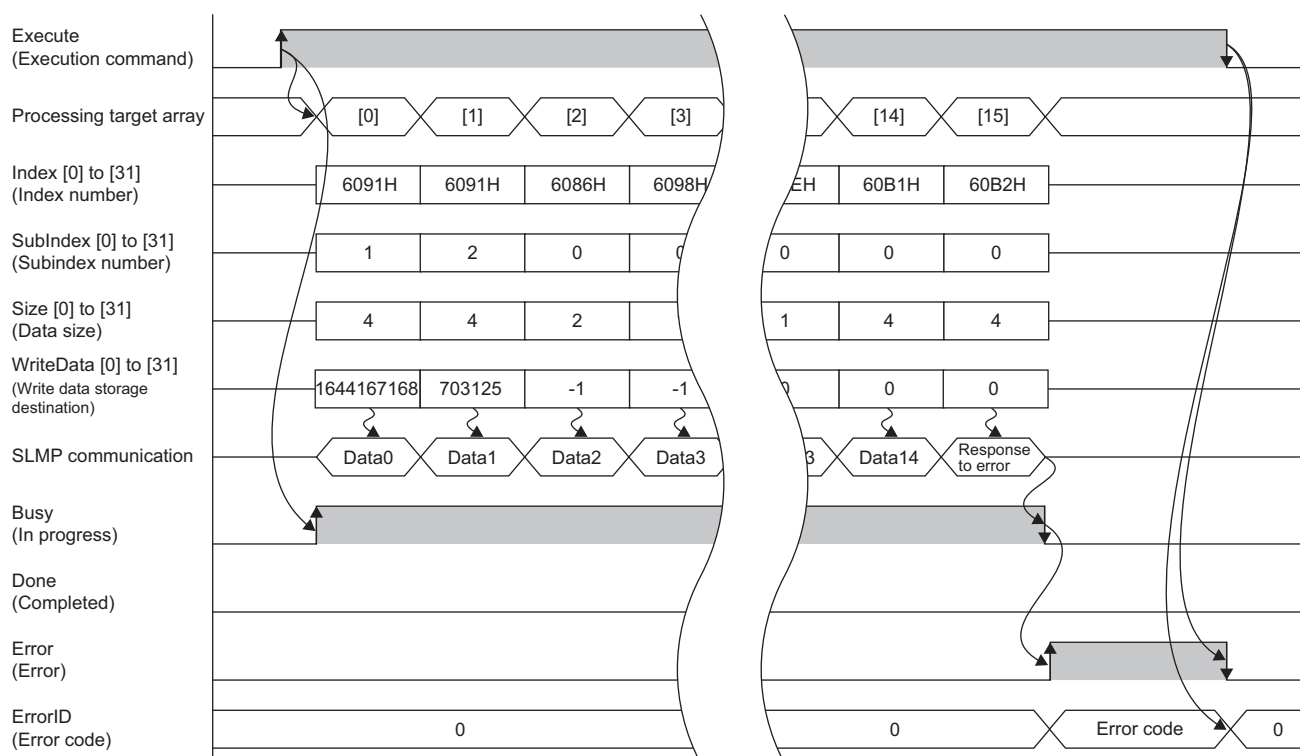 Execute
(Execution command)
Processing target array [0] [1] [2] [3] [14] [15]
Index [0] to [31]
(Index number) 6091H 6091H 6086H 6098H EH 60B1H 60B2H
SubIndex [0] to [31]
(Subindex number) 1 2 0 0 0 0 0
Size [0] to [31]
(Data size) 4 4 2 1 4 4
WriteData [0] to [31]
(Write data storage
destination) 1644167168 703125 -1 -1 0 0 0
SLMP communication Data0 Data1 Data2 Data3 3 Data14 Response
to error
Busy
(In progress)
Done
(Completed)
Error
(Error)
ErrorID
(Error code) 0 0 Error code 0